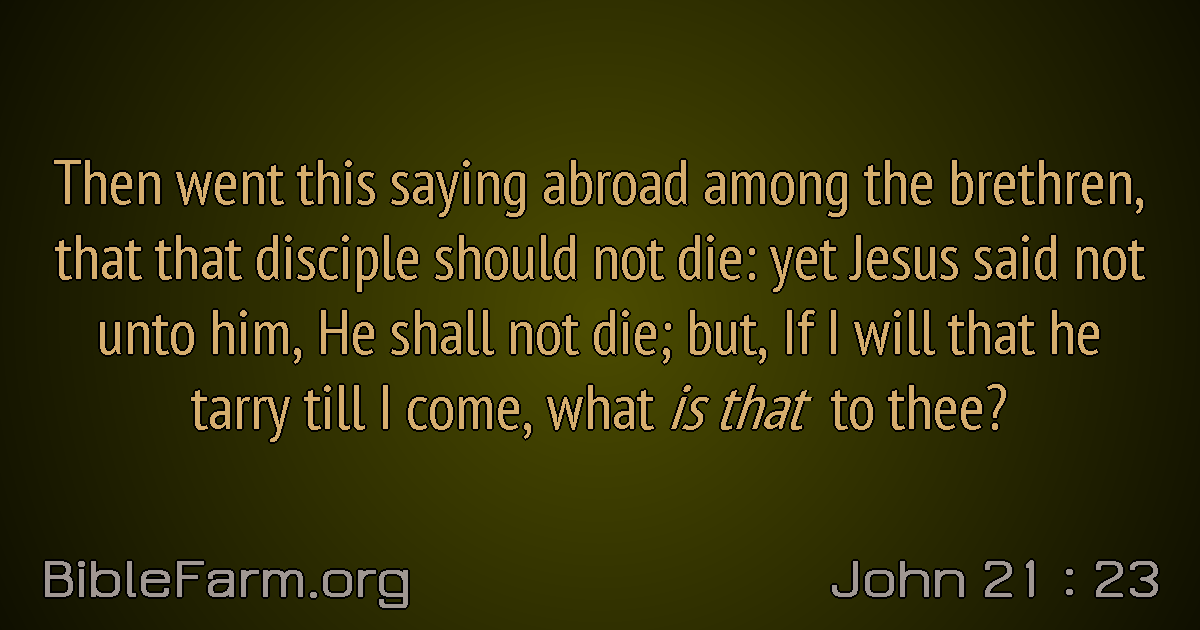 Then went this saying abroad among the brethren,
that that disciple should not die: yet Jesus said not
unto him, He shall not die; but, If I will that he
tarry till I come, what is that to thee?
BibleFarm.org
John 21 : 23